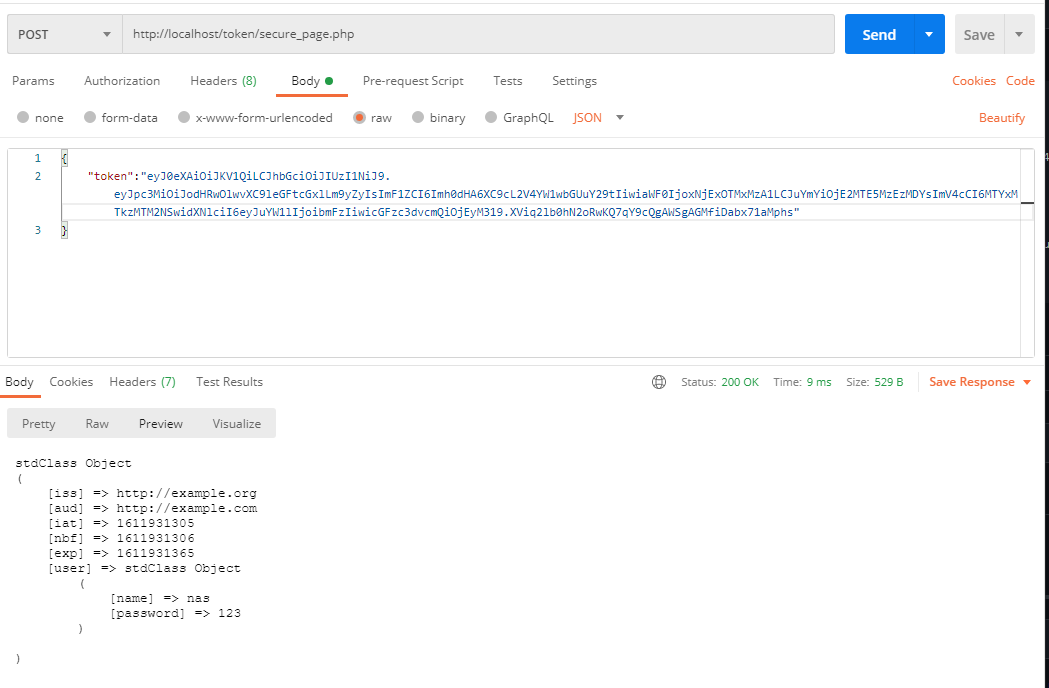 POST http://localhost/token/secure_page.php Send Save
Params Authorization Headers (8) Body Pre-request Script Tests Settings Cookies Code
none form-data x-www-form-urlencoded raw binary GraphQL JSON Beautify
1 {
2 "token":"eyJ0eXAiOiJKV1QiLCJhbGciOiJIUzI1NiJ9.
eyJpc3MiOiJodHRwOlwvXC9leGFtcGxlLm9yZyIsImF1ZCI6Imh0dHA6XC9cL2V4YW1wbGUuY29tIiwiaWF0IjoxNjExOTMxMzA1LCJuYmYiOjE2MTE5MzEzMDYsImV4cCI6MTYxM
TkzMTM2NSwidXNlciI6eyJuYW1lIjoibmFzIiwicGFzc3dvcmQiOjEyM319.XViq2lb0hN2oRwKQ7qY9cQgAWSgAGMfiDabx71aMphs"
3 }
Body Cookies Headers (7) Test Results Status: 200 OK Time: 9 ms Size: 529 B Save Response
Pretty Raw Preview Visualize
stdClass Object
(
[iss] => http://example.org
[aud] => http://example.com
[iat] => 1611931305
[nbf] => 1611931306
[exp] => 1611931365
[user] => stdClass Object
(
[name] => nas
[password] => 123
)
)